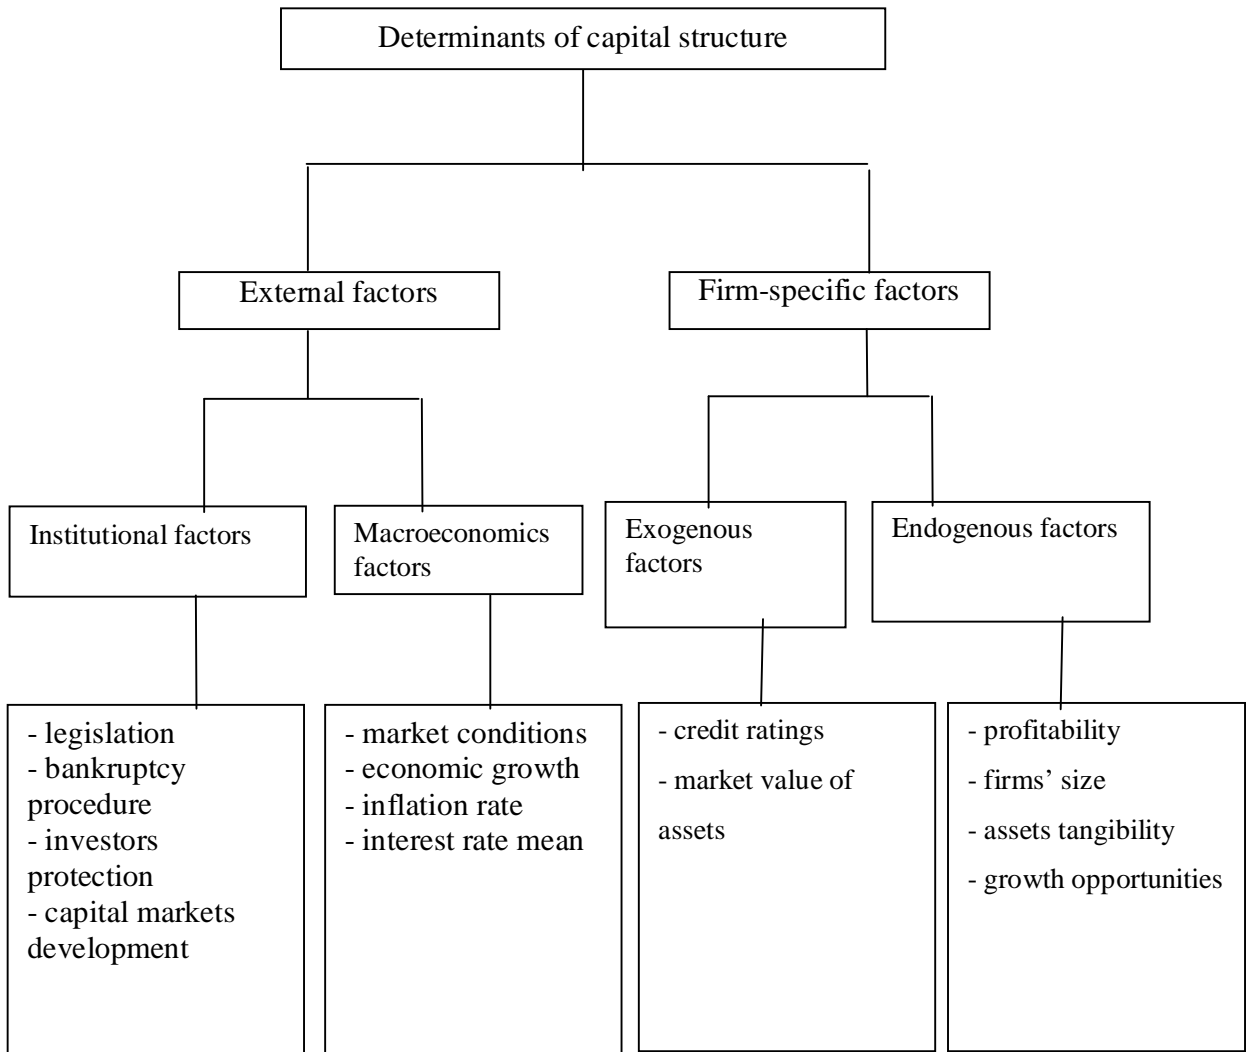 Determinants of capital structure
External factors
Firm-specific factors
Institutional factors
Macroeconomics
factors
Exogenous
factors
Endogenous factors
- legislation
- bankruptcy
procedure
- investors
protection
- capital markets
development
- market conditions
- economic growth
- inflation rate
- interest rate mean
- credit ratings
- market value of
assets
- profitability
- firms’ size
- assets tangibility
- growth opportunities